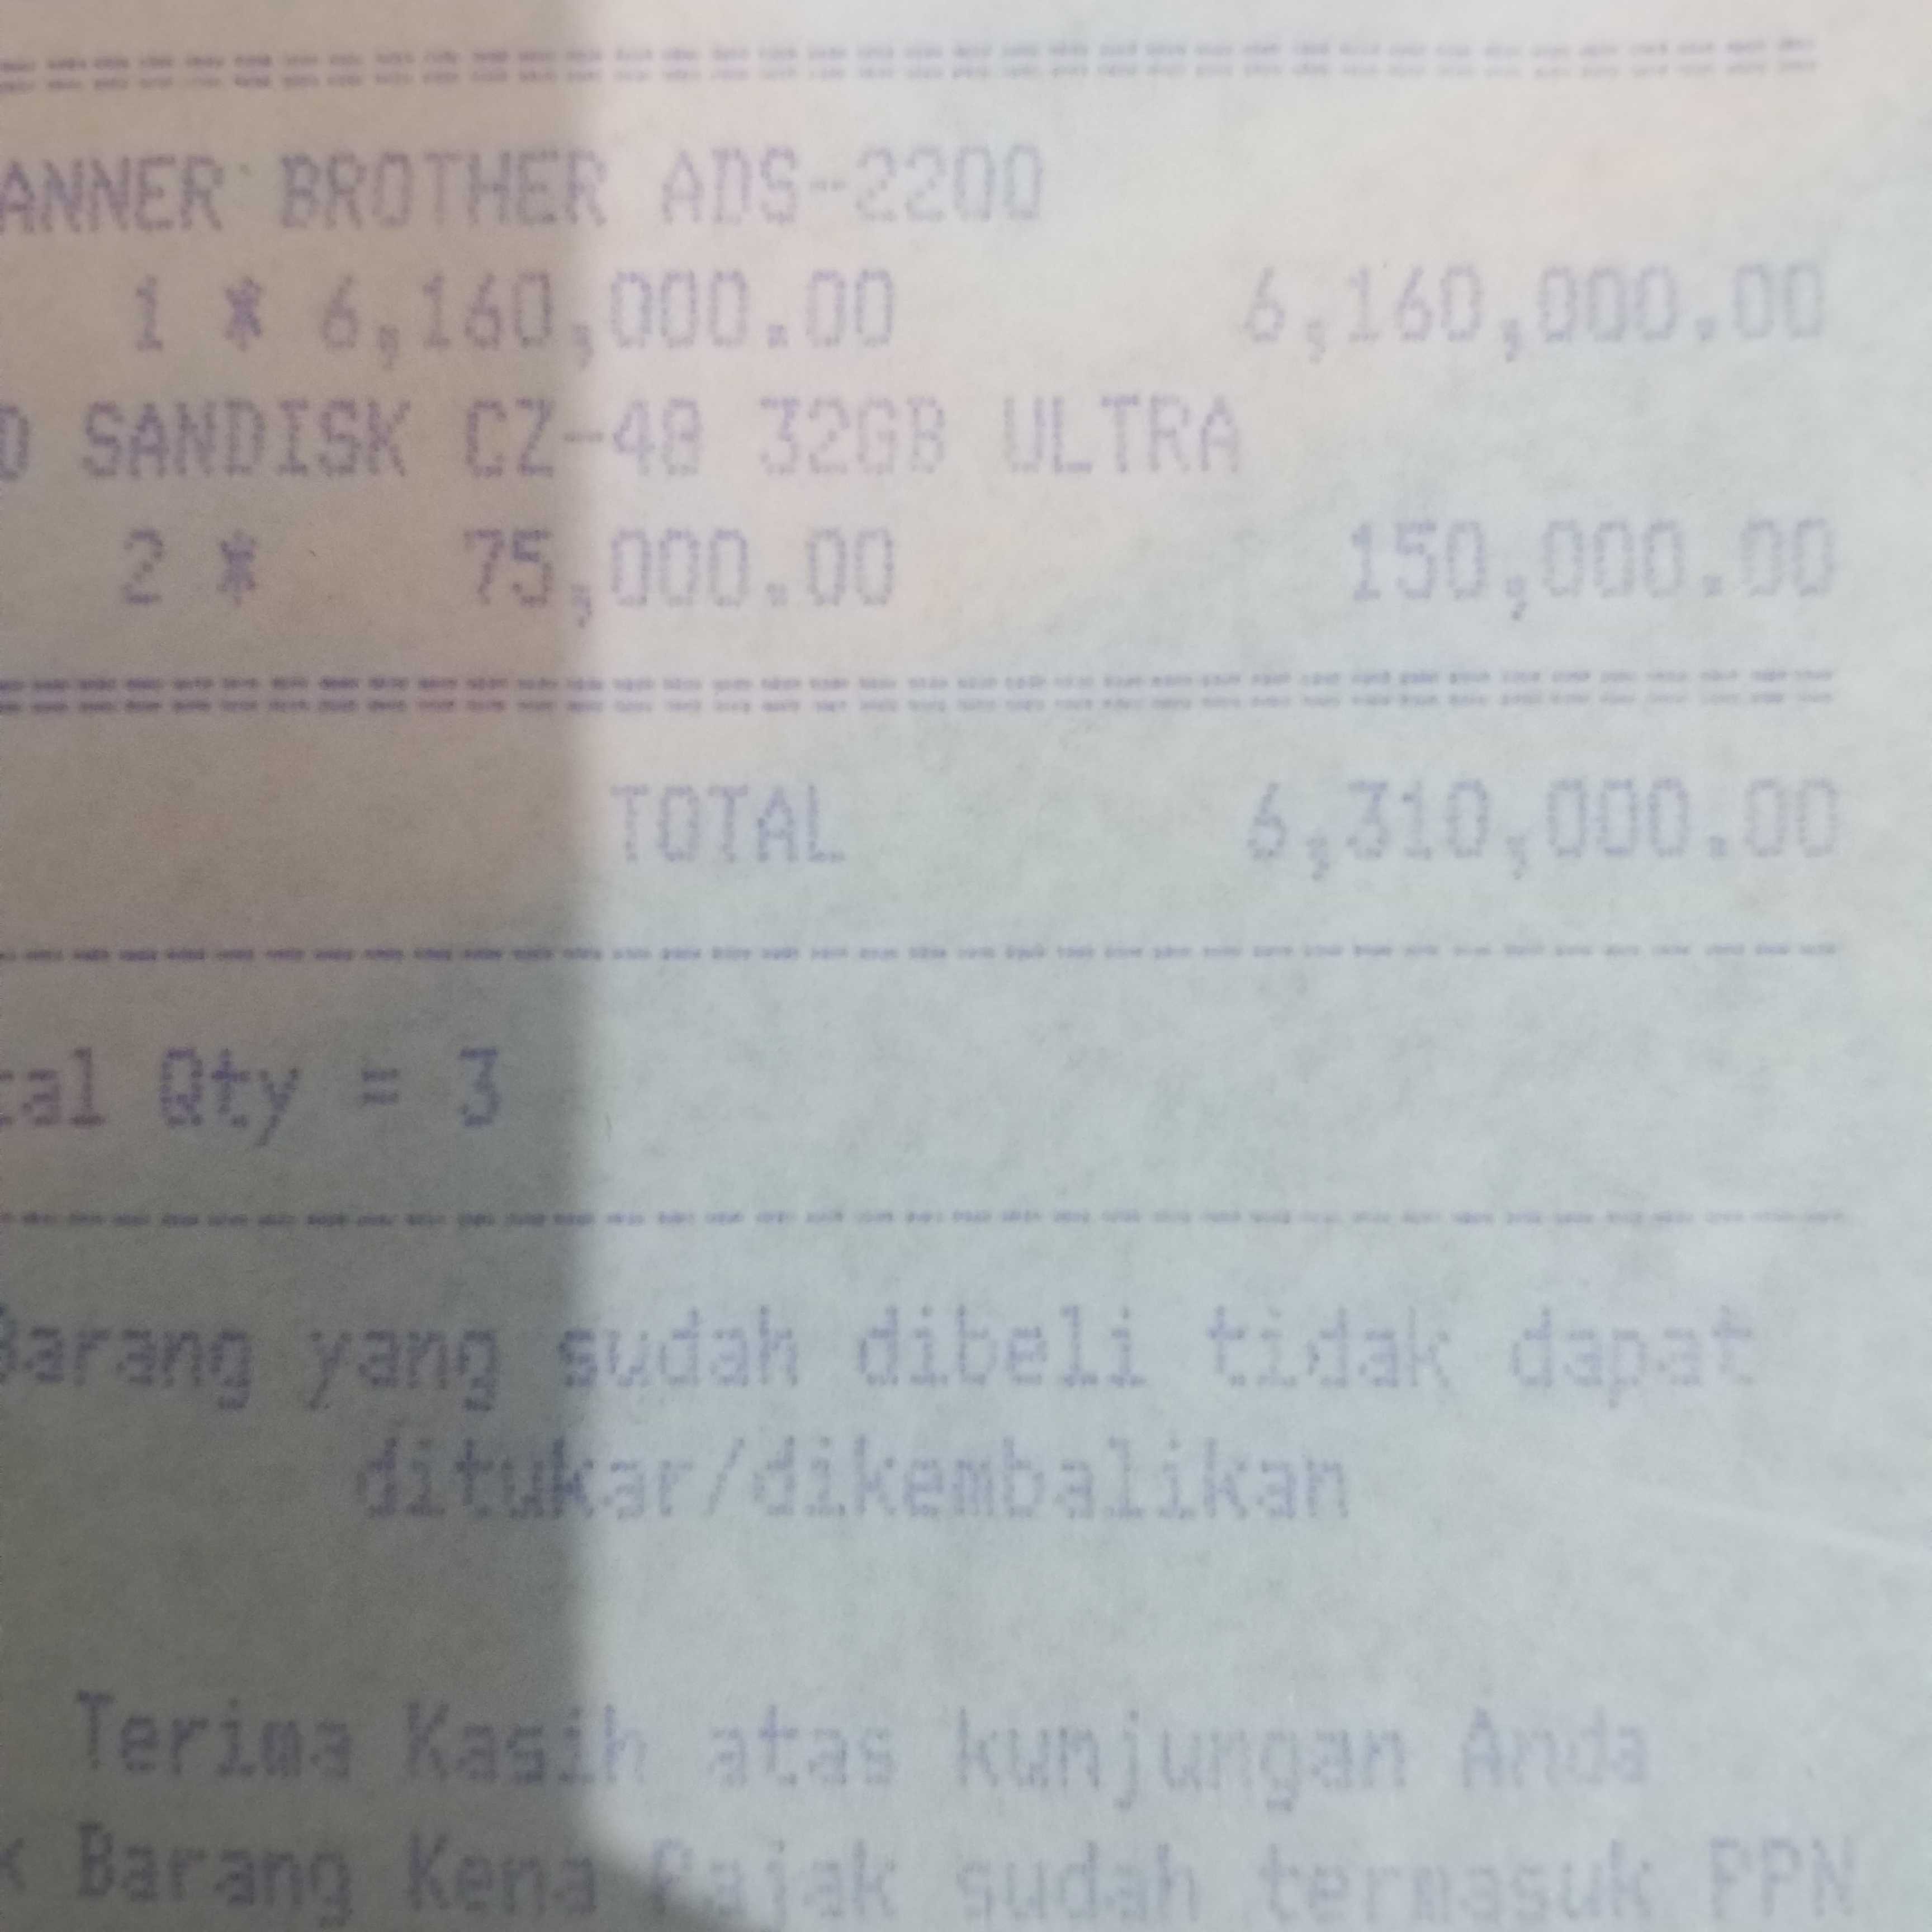 ANNER BROTHER ADS-2200
1 * 6,160,000.00 6,160,000.00
D SANDISK CZ-48 32GB ULTRA
2 * 75,000.00 150,000.00
TOTAL 6,310,000.00
tal Qty = 3
Barang yang sudah dibeli tidak dapat
ditukar/dikembalikan
Terima Kasih atas kunjungan Anda
k Barang Kena Pajak sudah termasuk PPN